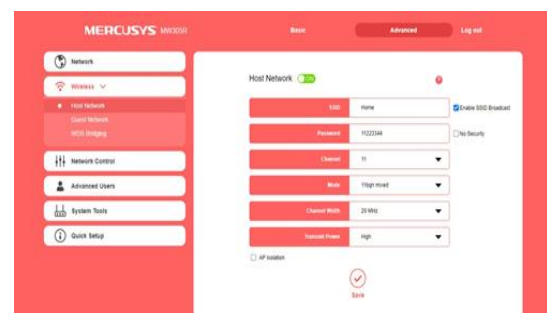 MERCUSYS MW305R
Basic
Advanced
Log out
Network
Wireless
Host Network
Guest Network
WDS Bridging
Network Control
Advanced Users
System Tools
Quick Setup
Host Network ON
SSID Home Enable SSID Broadcast
Password 11223344 No Security
Channel 11
Mode 11bgn mixed
Channel Width 20 MHz
Transmit Power High
AP Isolation
Save